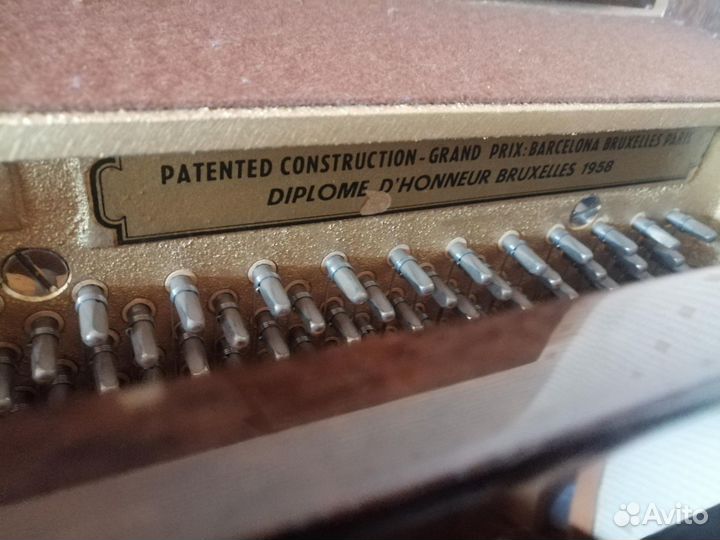 PATENTED CONSTRUCTION - GRAND PRIX: BARCELONA BRUXELLES PARIS
DIPLOME D'HONNEUR BRUXELLES 1958
Avito